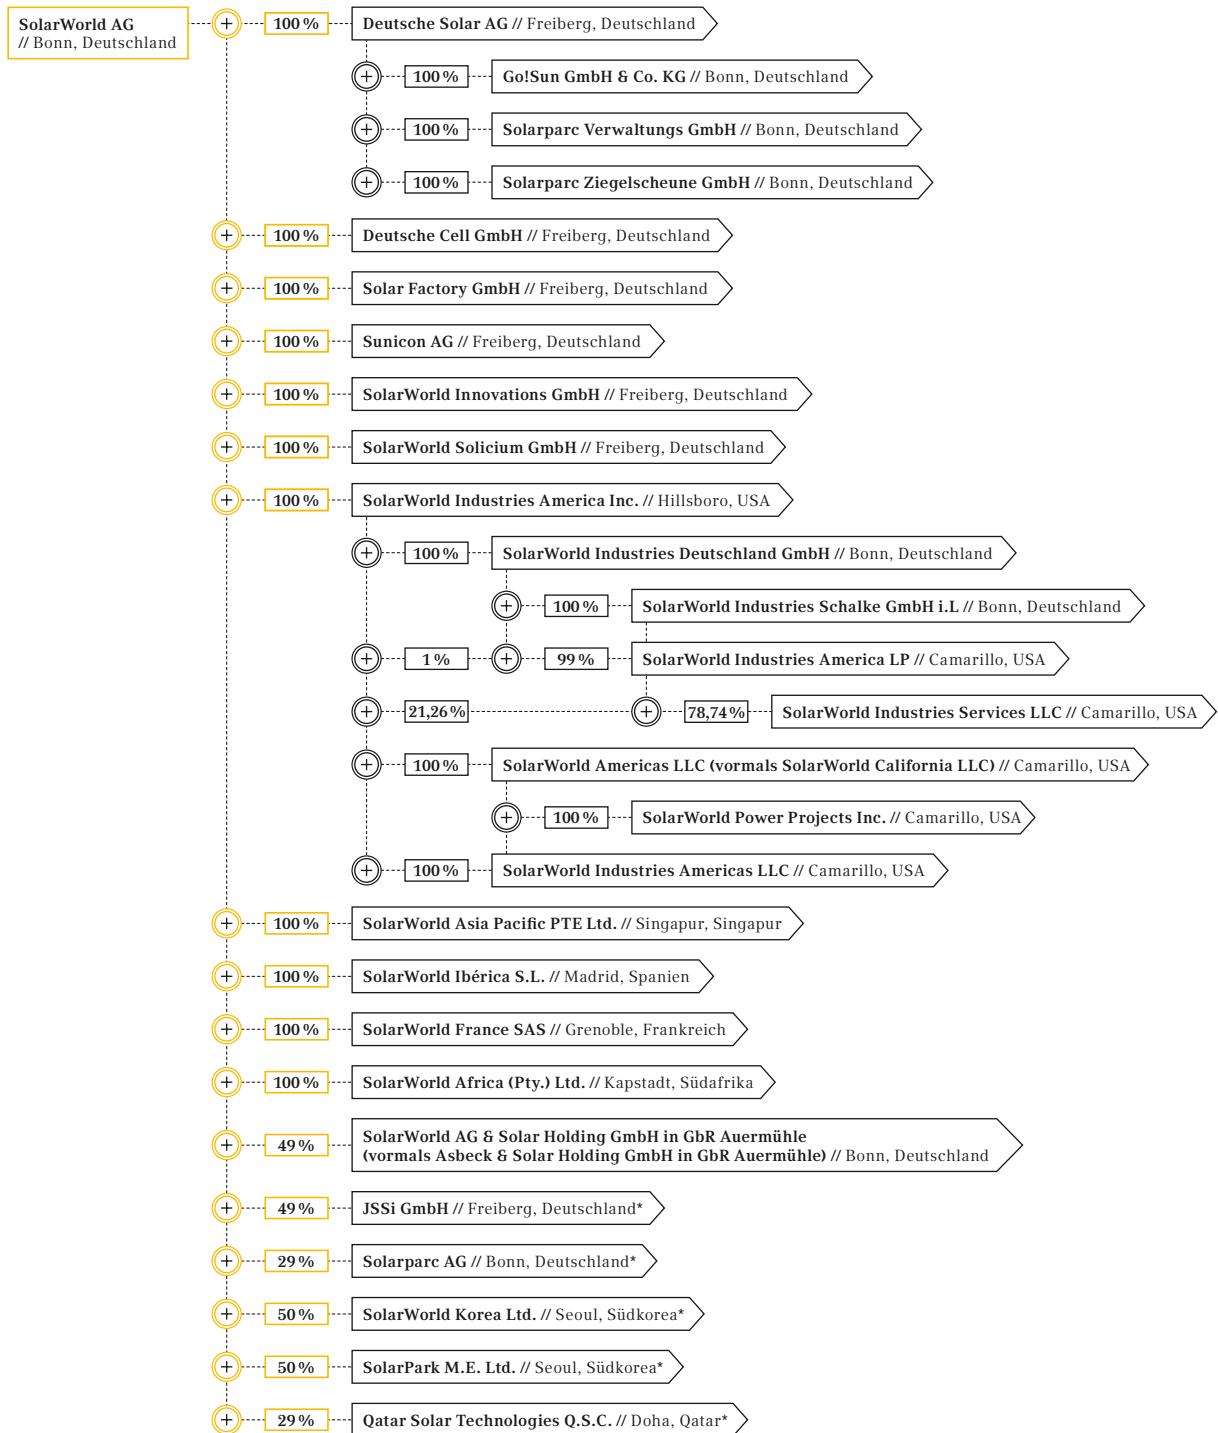 SolarWorld AG
// Bonn, Deutschland
100 % Deutsche Solar AG // Freiberg, Deutschland
100 % Go!Sun GmbH & Co. KG // Bonn, Deutschland
100 % Solarparc Verwaltungs GmbH // Bonn, Deutschland
100 % Solarparc Ziegelscheune GmbH // Bonn, Deutschland
100 % Deutsche Cell GmbH // Freiberg, Deutschland
100 % Solar Factory GmbH // Freiberg, Deutschland
100 % Sunicon AG // Freiberg, Deutschland
100 % SolarWorld Innovations GmbH // Freiberg, Deutschland
100 % SolarWorld Solicium GmbH // Freiberg, Deutschland
100 % SolarWorld Industries America Inc. // Hillsboro, USA
100 % SolarWorld Industries Deutschland GmbH // Bonn, Deutschland
100 % SolarWorld Industries Schalke GmbH i.L // Bonn, Deutschland
1 % 99 % SolarWorld Industries America LP // Camarillo, USA
21,26 % 78,74 % SolarWorld Industries Services LLC // Camarillo, USA
100 % SolarWorld Americas LLC (vormals SolarWorld California LLC) // Camarillo, USA
100 % SolarWorld Power Projects Inc. // Camarillo, USA
100 % SolarWorld Industries Americas LLC // Camarillo, USA
100 % SolarWorld Asia Pacific PTE Ltd. // Singapur, Singapur
100 % SolarWorld Ibérica S.L. // Madrid, Spanien
100 % SolarWorld France SAS // Grenoble, Frankreich
100 % SolarWorld Africa (Pty.) Ltd. // Kapstadt, Südafrika
49 % SolarWorld AG & Solar Holding GmbH in GbR Auermühle
(vormals Asbeck & Solar Holding GmbH in GbR Auermühle) // Bonn, Deutschland
49 % JSSi GmbH // Freiberg, Deutschland*
29 % Solarparc AG // Bonn, Deutschland*
50 % SolarWorld Korea Ltd. // Seoul, Südkorea*
50 % SolarPark M.E. Ltd. // Seoul, Südkorea*
29 % Qatar Solar Technologies Q.S.C. // Doha, Qatar*